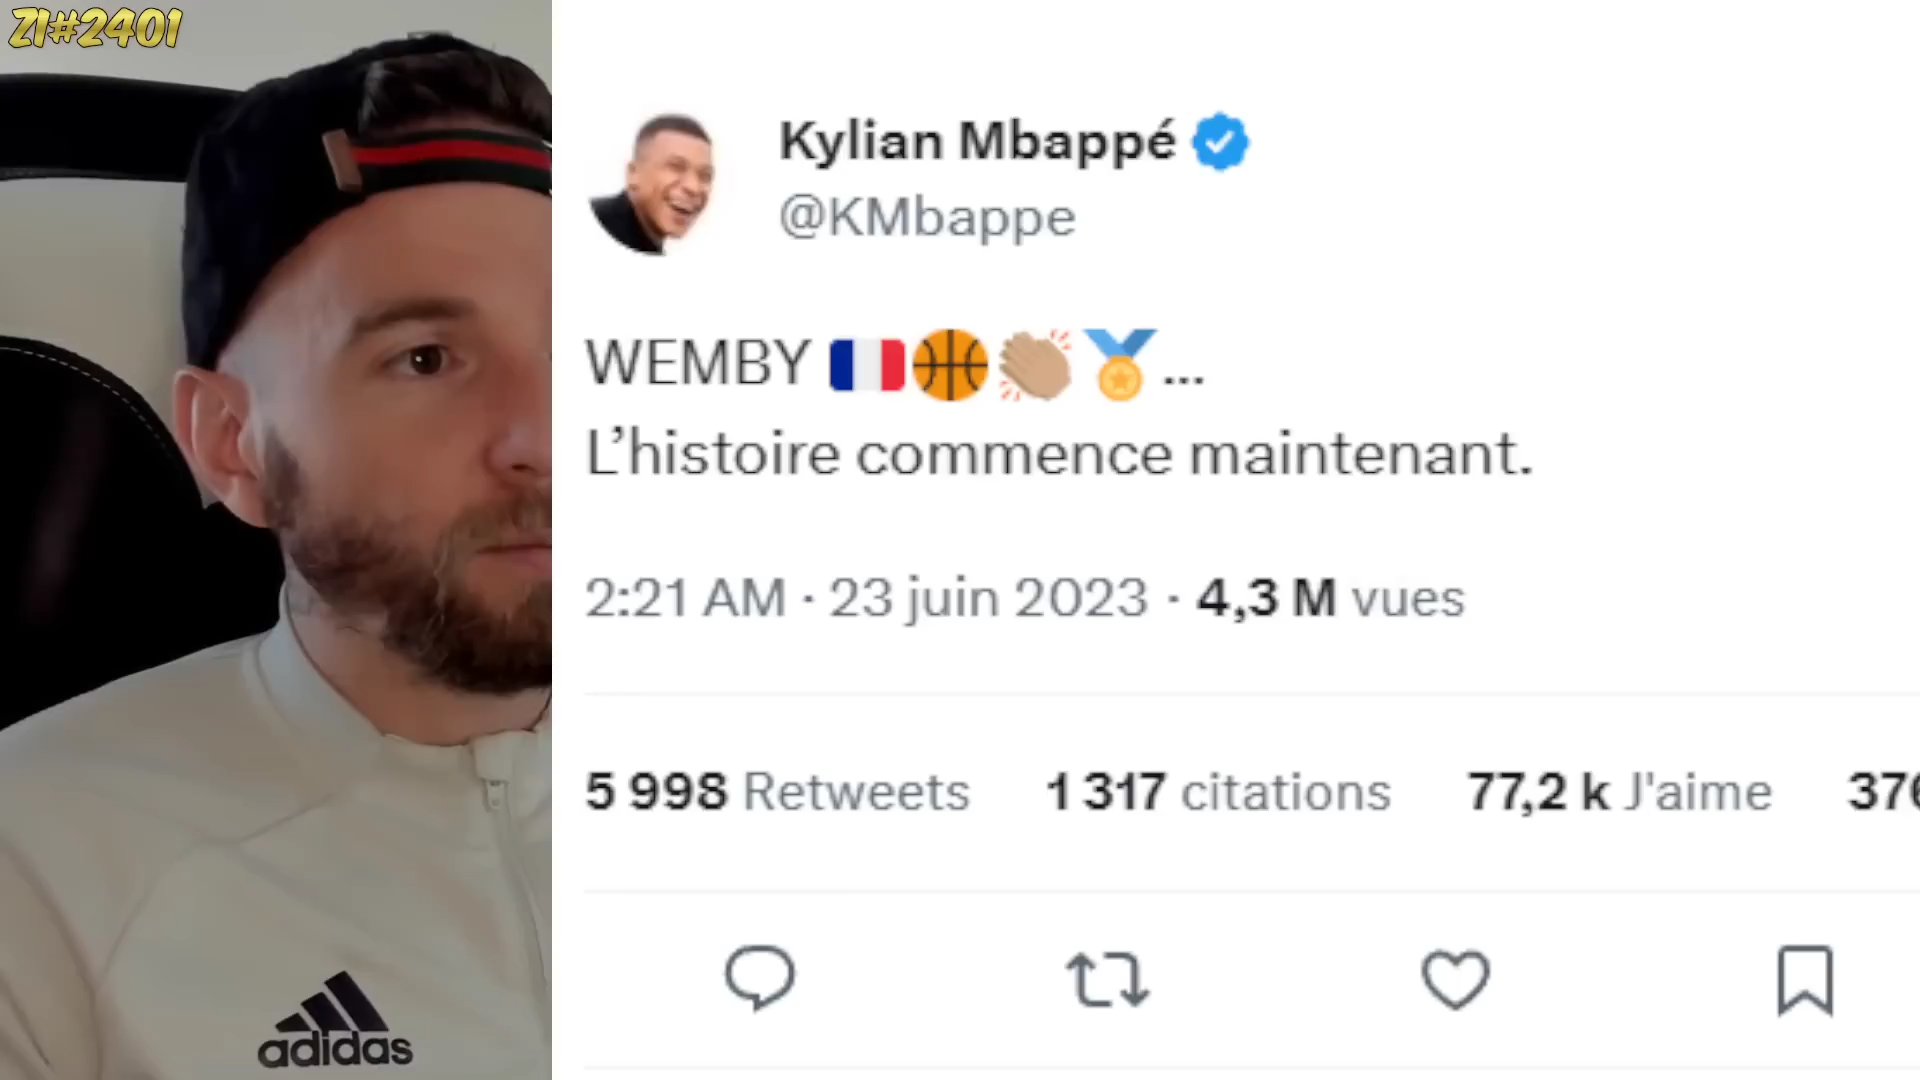 ZI#2401
Kylian Mbappé
@KMbappe
WEMBY 🇫🇷🏀👏🏼🏅...
L’histoire commence maintenant.
2:21 AM · 23 juin 2023 · 4,3 M vues
5 998 Retweets 1 317 citations 77,2 k J'aime 376
adidas